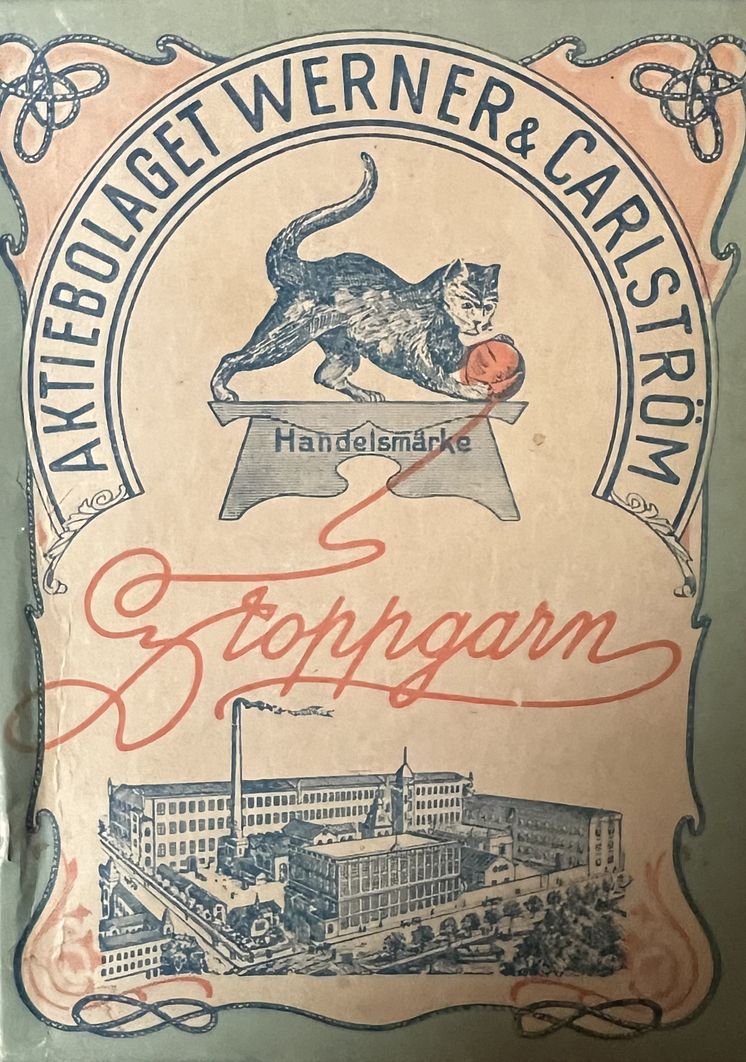 AKTIEBOLAGET WERNER & CARLSTRÖM
Handelsmärke
Stoppgarn